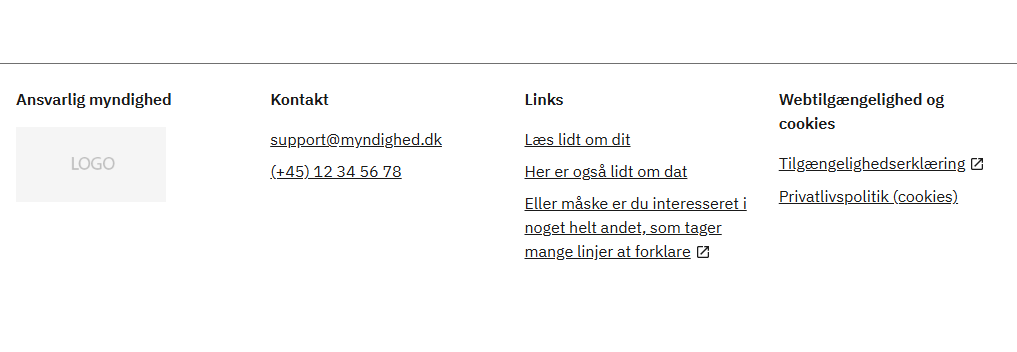 Ansvarlig myndighed
LOGO
Kontakt
support@myndighed.dk
(+45) 12 34 56 78
Links
Læs lidt om dit
Her er også lidt om dat
Eller måske er du interesseret i
noget helt andet, som tager
mange linjer at forklare
Webtilgængelighed og
cookies
Tilgængelighedserklæring
Privatlivspolitik (cookies)